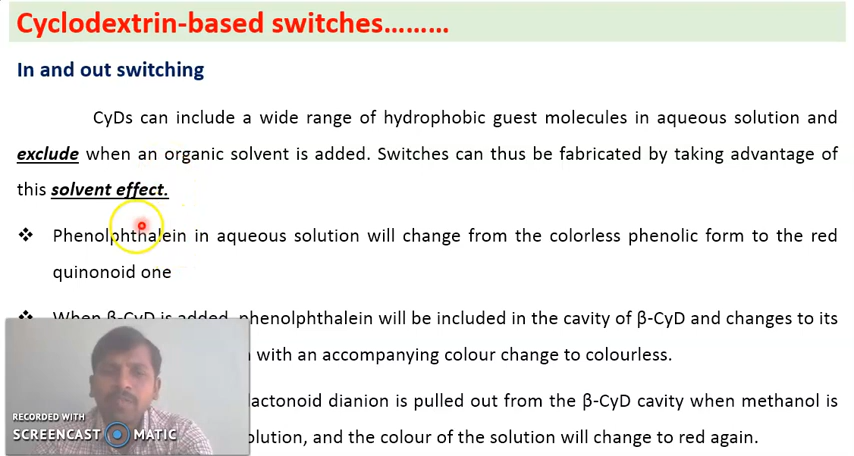 Cyclodextrin-based switches………
In and out switching
CyDs can include a wide range of hydrophobic guest molecules in aqueous solution and
exclude when an organic solvent is added. Switches can thus be fabricated by taking advantage of
this solvent effect.
❖ Phenolphthalein in aqueous solution will change from the colorless phenolic form to the red
quinonoid one
❖ When β-CyD is added, phenolphthalein will be included in the cavity of β-CyD and changes to its
with an accompanying colour change to colourless.
lactonoid dianion is pulled out from the β-CyD cavity when methanol is
olution, and the colour of the solution will change to red again.
RECORDED WITH
SCREENCAST MATIC